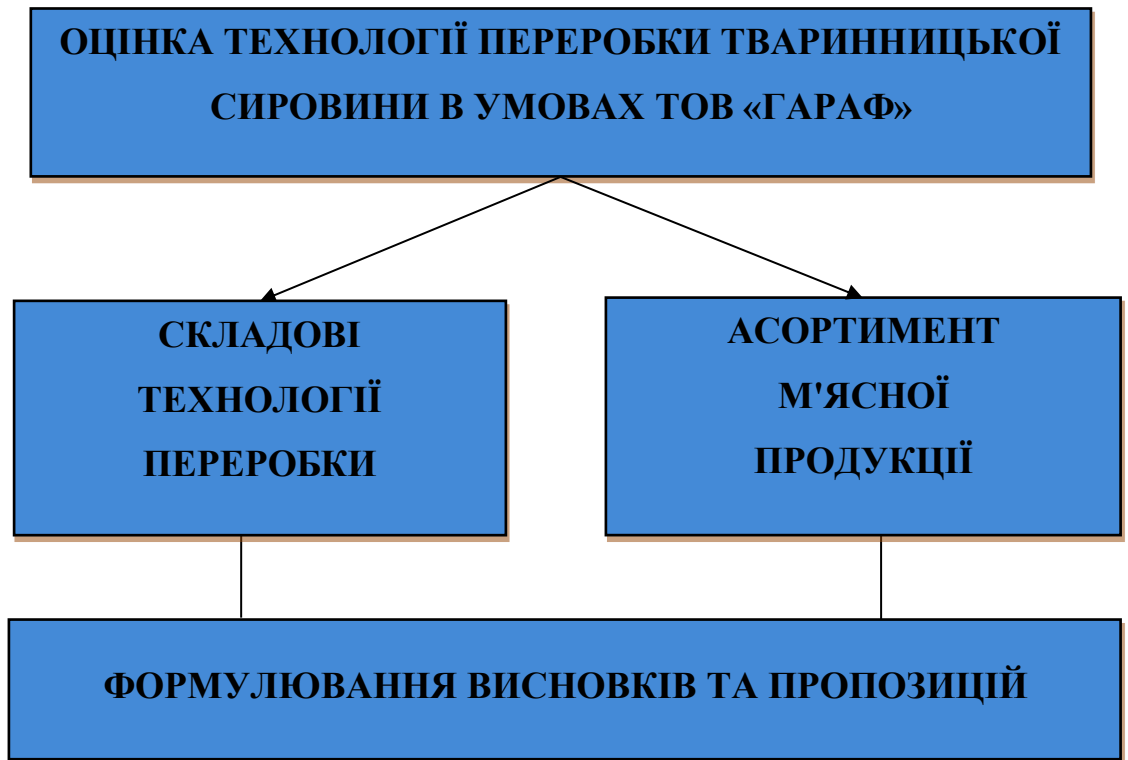 ОЦІНКА ТЕХНОЛОГІЇ ПЕРЕРОБКИ ТВАРИННИЦЬКОЇ
СИРОВИНИ В УМОВАХ ТОВ «ГАРАФ»
СКЛАДОВІ
ТЕХНОЛОГІЇ
ПЕРЕРОБКИ
АСОРТИМЕНТ
М'ЯСНОЇ
ПРОДУКЦІЇ
ФОРМУЛЮВАННЯ ВИСНОВКІВ ТА ПРОПОЗИЦІЙ